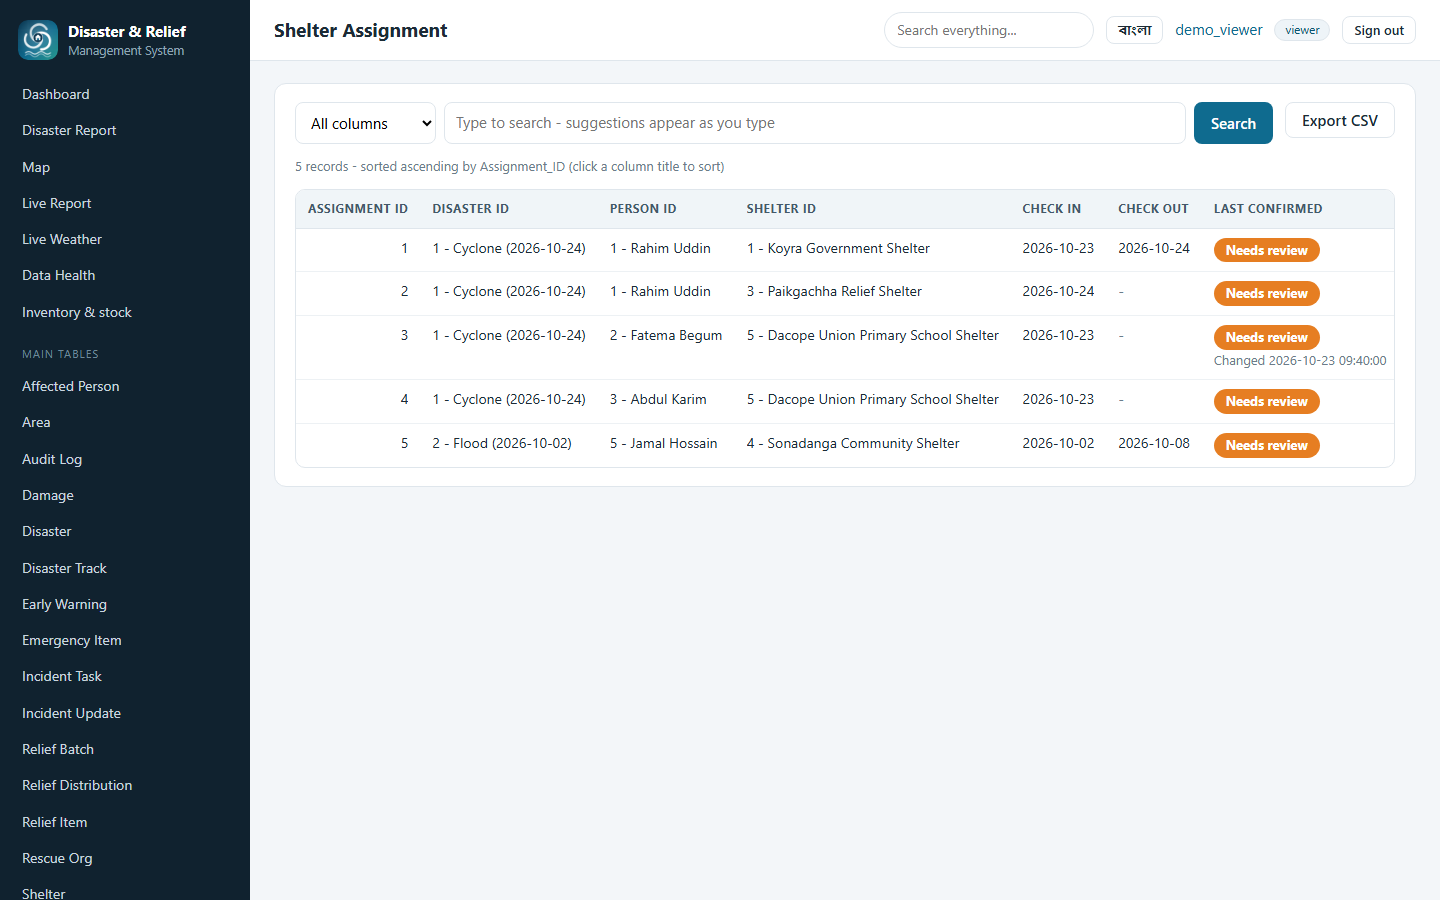 Disaster & Relief
Management System
Dashboard
Disaster Report
Map
Live Report
Live Weather
Data Health
Inventory & stock
MAIN TABLES
Affected Person
Area
Audit Log
Damage
Disaster
Disaster Track
Early Warning
Emergency Item
Incident Task
Incident Update
Relief Batch
Relief Distribution
Relief Item
Rescue Org
Shelter
Shelter Assignment
Search everything...
বাংলা
demo_viewer
viewer
Sign out
All columns
Type to search - suggestions appear as you type
Search
Export CSV
5 records - sorted ascending by Assignment_ID (click a column title to sort)
ASSIGNMENT ID DISASTER ID PERSON ID SHELTER ID CHECK IN CHECK OUT LAST CONFIRMED
1 1 - Cyclone (2026-10-24) 1 - Rahim Uddin 1 - Koyra Government Shelter 2026-10-23 2026-10-24 Needs review
2 1 - Cyclone (2026-10-24) 1 - Rahim Uddin 3 - Paikgachha Relief Shelter 2026-10-24 - Needs review
3 1 - Cyclone (2026-10-24) 2 - Fatema Begum 5 - Dacope Union Primary School Shelter 2026-10-23 - Needs review
Changed 2026-10-23 09:40:00
4 1 - Cyclone (2026-10-24) 3 - Abdul Karim 5 - Dacope Union Primary School Shelter 2026-10-23 - Needs review
5 2 - Flood (2026-10-02) 5 - Jamal Hossain 4 - Sonadanga Community Shelter 2026-10-02 2026-10-08 Needs review